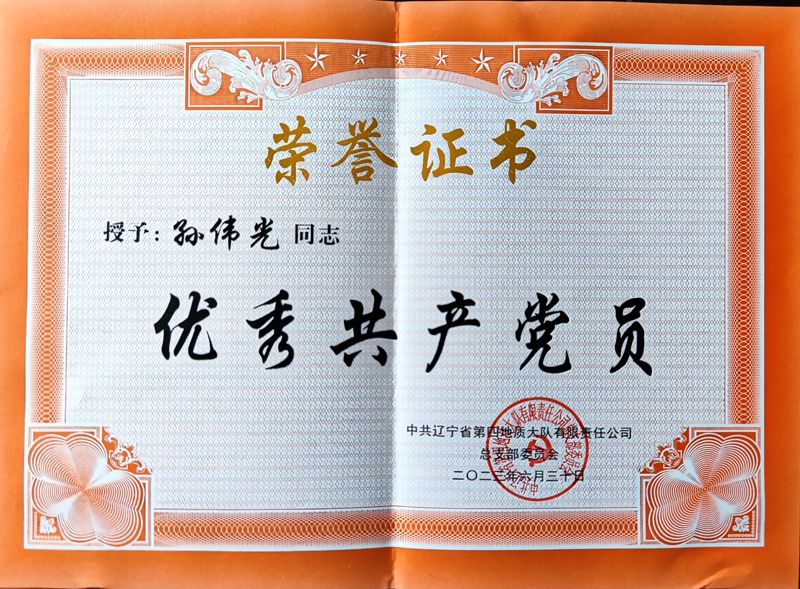 荣誉证书
授予：孙伟光 同志
优秀共产党员
中共辽宁省第四地质大队有限责任公司
总支部委员会
二〇二三年六月三十日